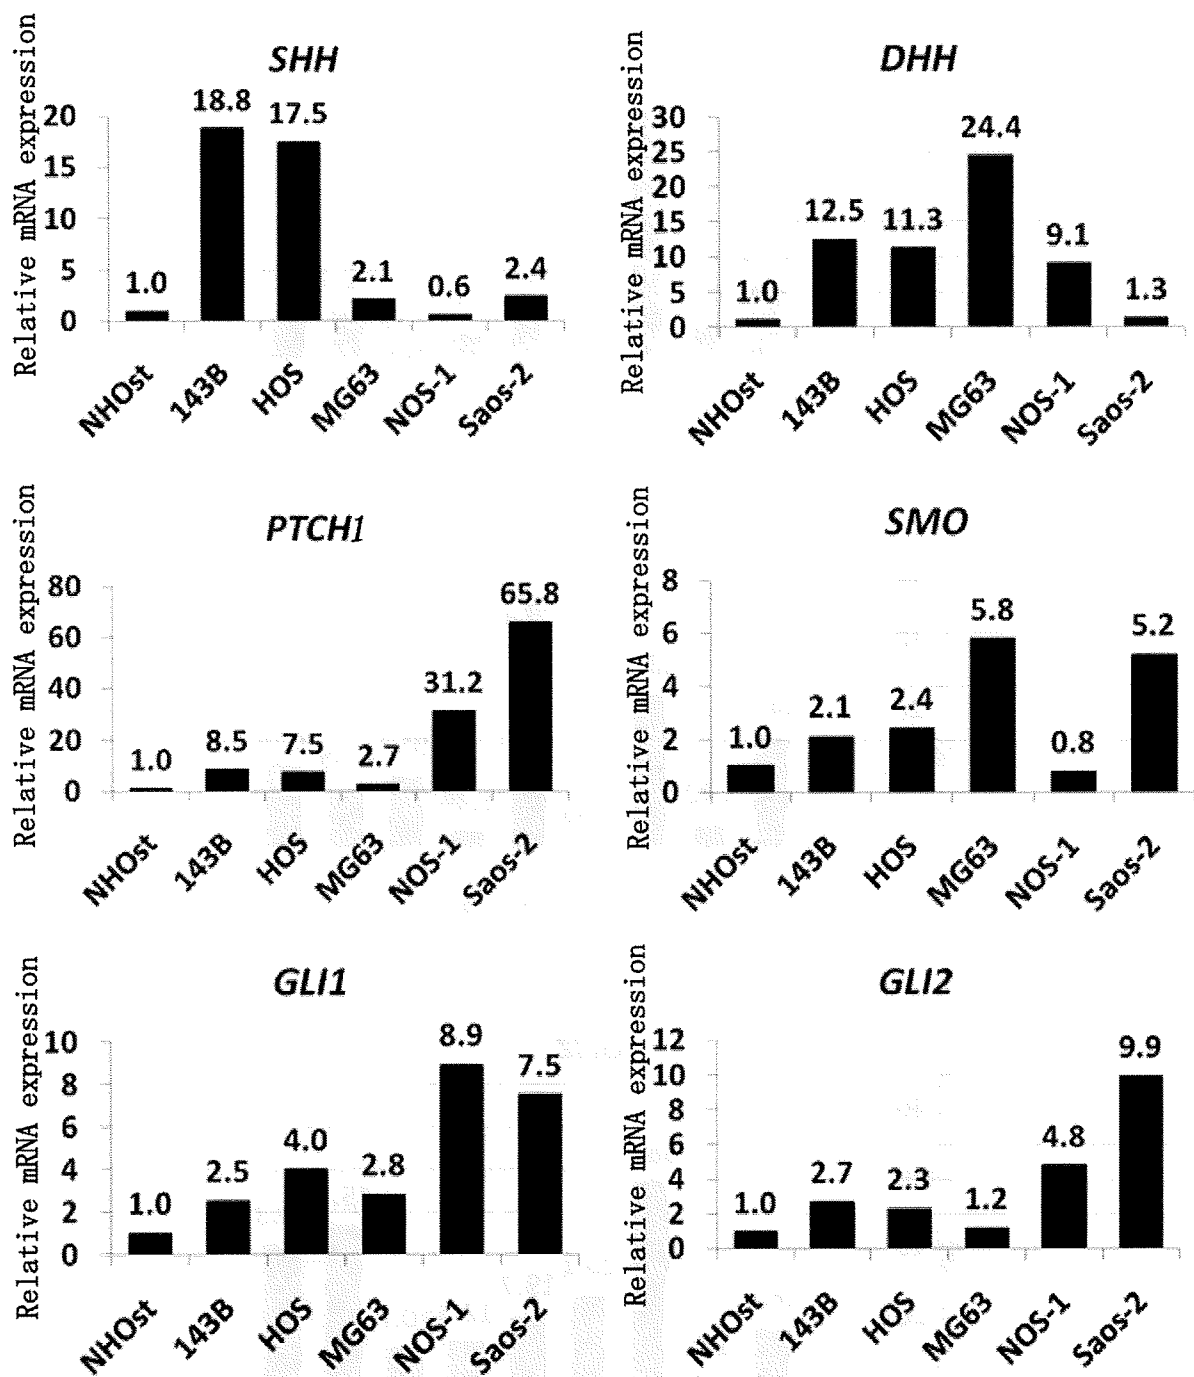 SHH
Relative mRNA expression
20
15
10
5
0
1.0
18.8
17.5
2.1
0.6
2.4
NHOst
143B
HOS
MG63
NOS-1
Saos-2
DHH
Relative mRNA expression
30
25
20
15
10
5
0
1.0
12.5
11.3
24.4
9.1
1.3
NHOst
143B
HOS
MG63
NOS-1
Saos-2
PTCH1
Relative mRNA expression
80
60
40
20
0
1.0
8.5
7.5
2.7
31.2
65.8
NHOst
143B
HOS
MG63
NOS-1
Saos-2
SMO
Relative mRNA expression
8
6
4
2
0
1.0
2.1
2.4
5.8
0.8
5.2
NHOst
143B
HOS
MG63
NOS-1
Saos-2
GLI1
Relative mRNA expression
10
8
6
4
2
0
1.0
2.5
4.0
2.8
8.9
7.5
NHOst
143B
HOS
MG63
NOS-1
Saos-2
GLI2
Relative mRNA expression
12
10
8
6
4
2
0
1.0
2.7
2.3
1.2
4.8
9.9
NHOst
143B
HOS
MG63
NOS-1
Saos-2